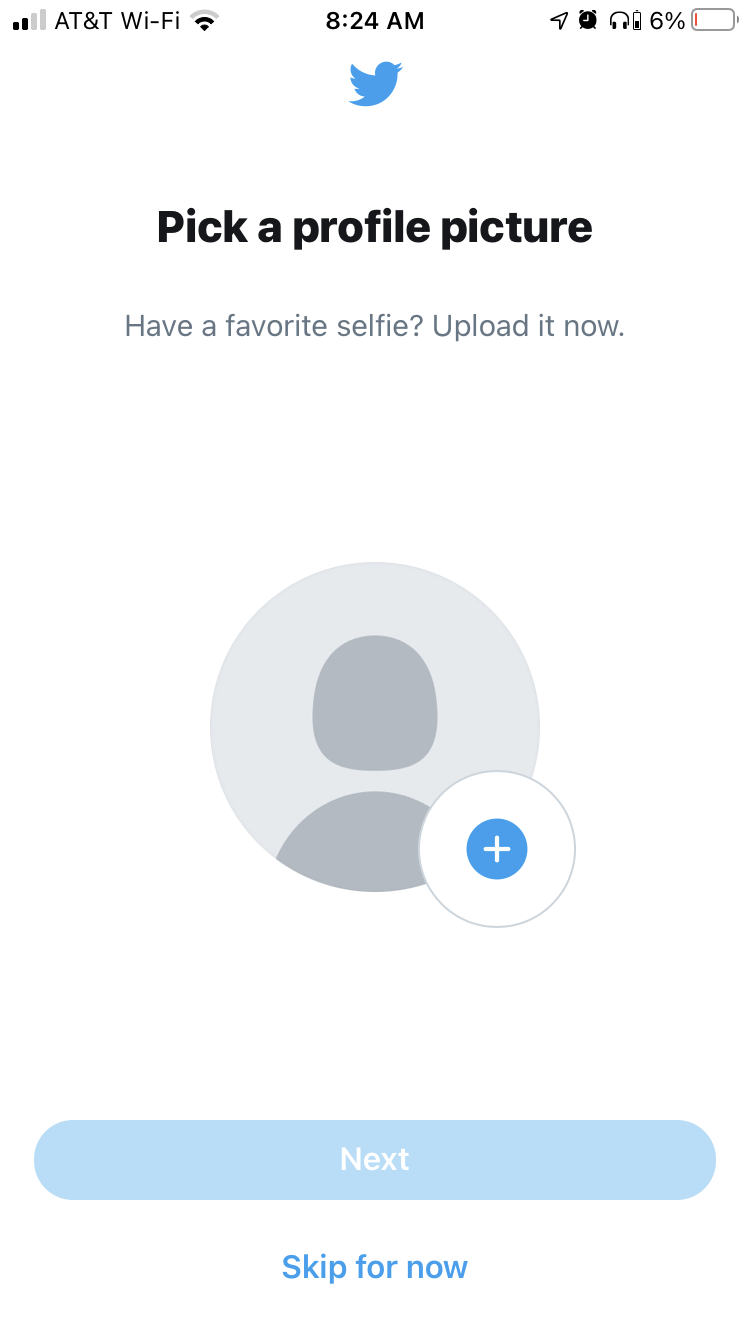 AT&T Wi-Fi 8:24 AM 6%
Pick a profile picture
Have a favorite selfie? Upload it now.
Next
Skip for now